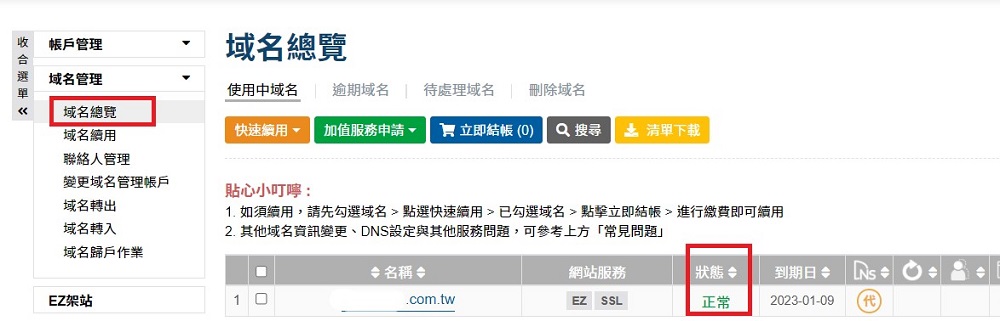 收合選單
帳戶管理
域名管理
域名總覽
域名續用
聯絡人管理
變更域名管理帳戶
域名轉出
域名轉入
域名歸戶作業
EZ架站
域名總覽
使用中域名 | 逾期域名 | 待處理域名 | 刪除域名
快速續用 加值服務申請 立即結帳 (0) 搜尋 清單下載
貼心小叮嚀：
1. 如須續用，請先勾選域名 > 點選快速續用 > 已勾選域名 > 點擊立即結帳 > 進行繳費即可續用
2. 其他域名資訊變更、DNS設定與其他服務問題，可參考上方「常見問題」
名稱 網站服務 狀態 到期日 DNS
1 .com.tw EZ SSL 正常 2023-01-09 代